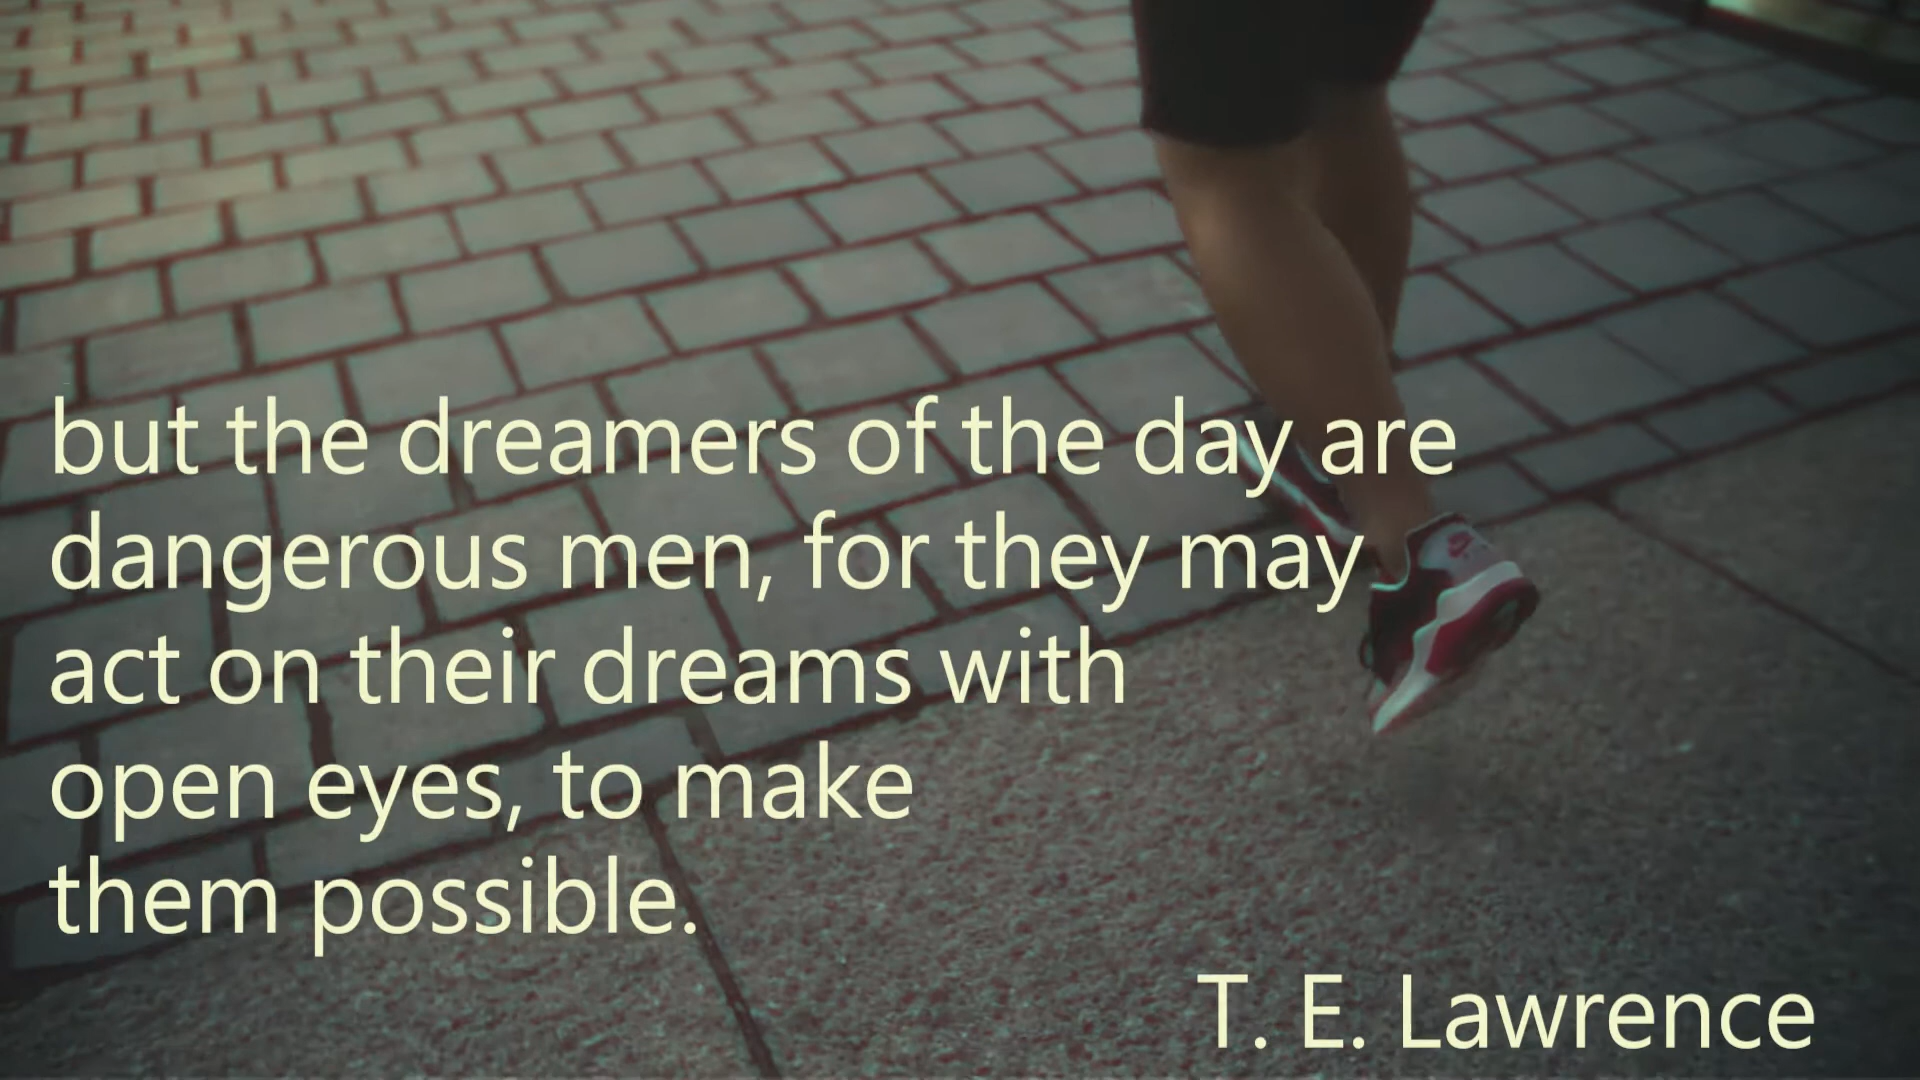 but the dreamers of the day are
dangerous men, for they may
act on their dreams with
open eyes, to make
them possible.
T. E. Lawrence